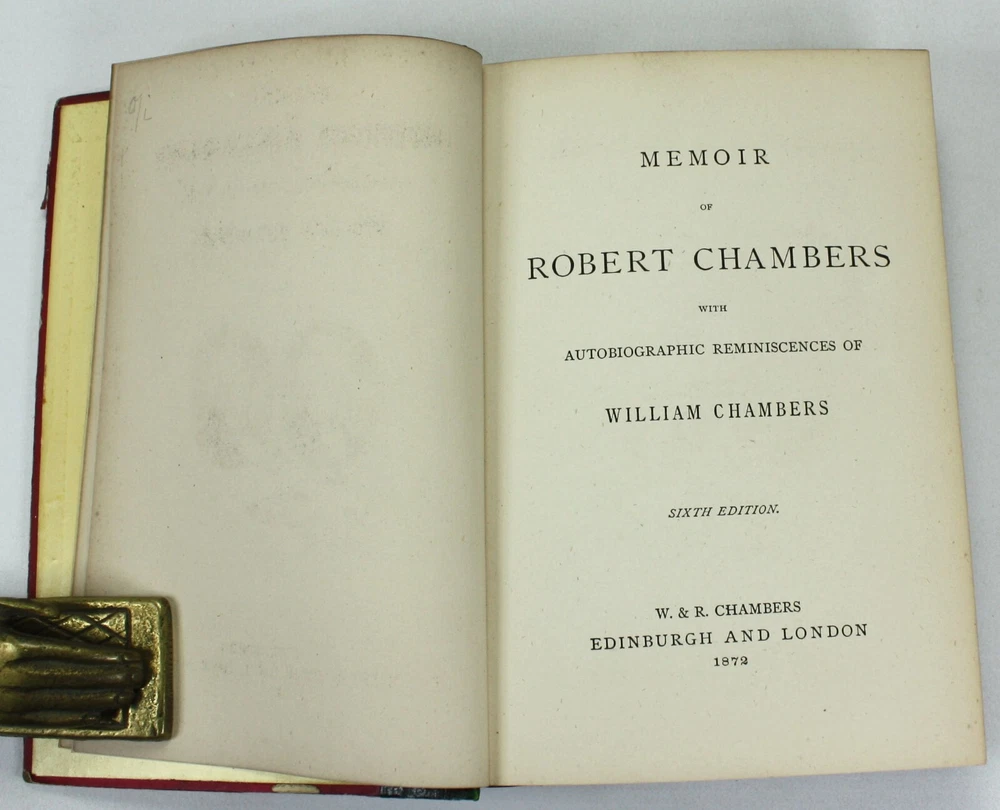 MEMOIR
OF
ROBERT CHAMBERS
WITH
AUTOBIOGRAPHIC REMINISCENCES OF
WILLIAM CHAMBERS
SIXTH EDITION.
W. & R. CHAMBERS
EDINBURGH AND LONDON
1872